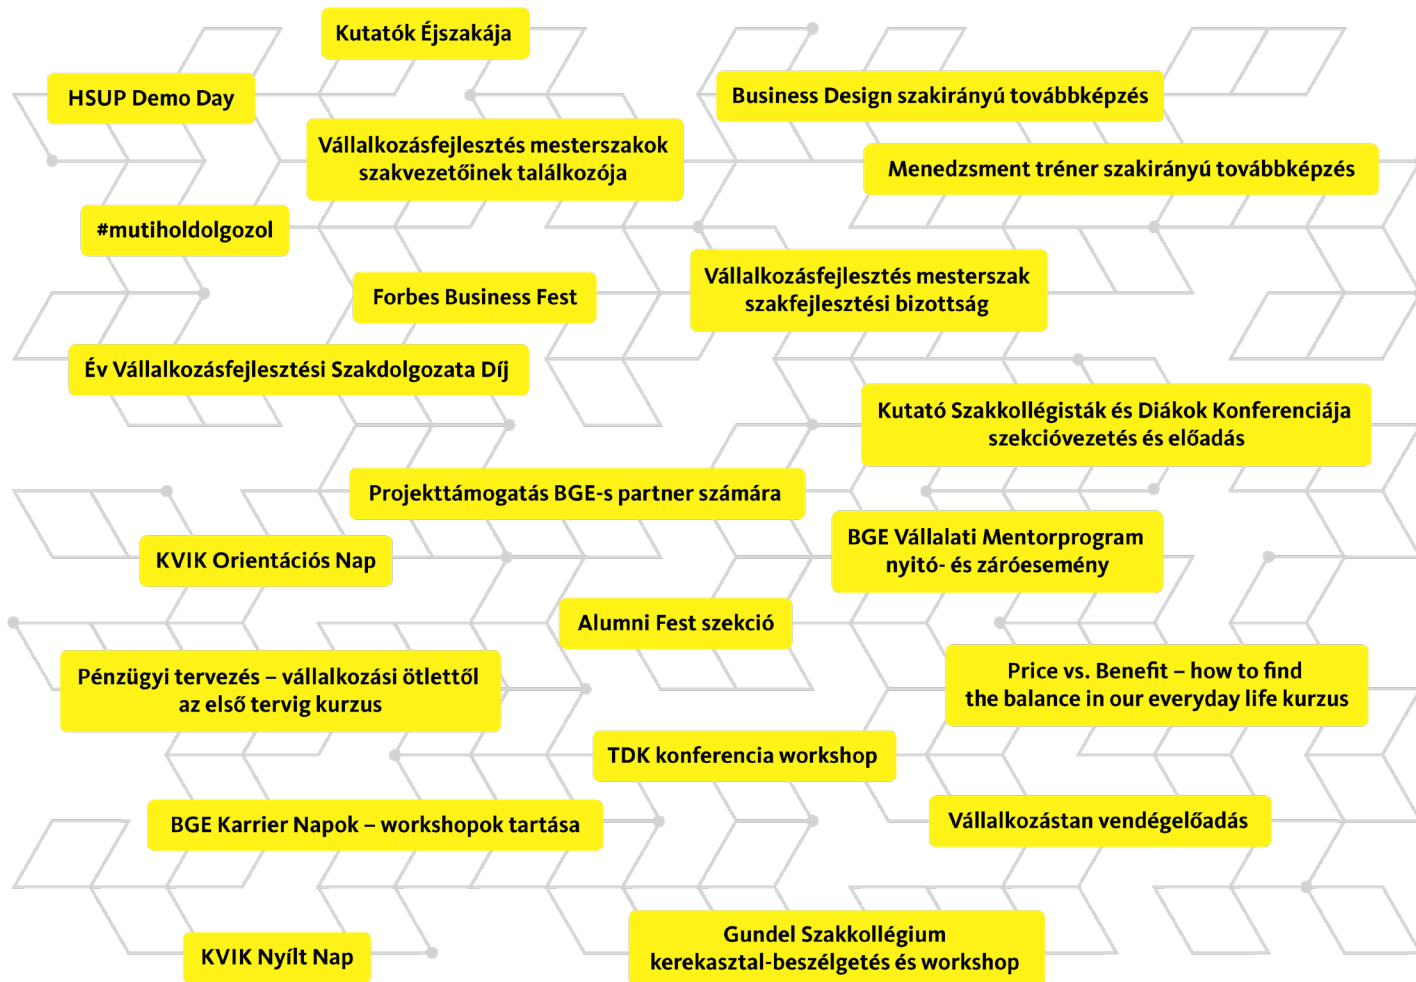 Kutatók Éjszakája
HSUP Demo Day
Business Design szakirányú továbbképzés
Vállalkozásfejlesztés mesterszakok
szakvezetőinek találkozója
Menedzsment tréner szakirányú továbbképzés
#mutiholdolgozol
Vállalkozásfejlesztés mesterszak
szakfejlesztési bizottság
Forbes Business Fest
Év Vállalkozásfejlesztési Szakdolgozata Díj
Kutató Szakkollégisták és Diákok Konferenciája
szekcióvezetés és előadás
Projekttámogatás BGE-s partner számára
BGE Vállalati Mentorprogram
nyitó- és záróesemény
KVIK Orientációs Nap
Alumni Fest szekció
Pénzügyi tervezés – vállalkozási ötlettől
az első tervig kurzus
Price vs. Benefit – how to find
the balance in our everyday life kurzus
TDK konferencia workshop
BGE Karrier Napok – workshopok tartása
Vállalkozástan vendégelőadás
KVIK Nyílt Nap
Gundel Szakkollégium
kerekasztal-beszélgetés és workshop